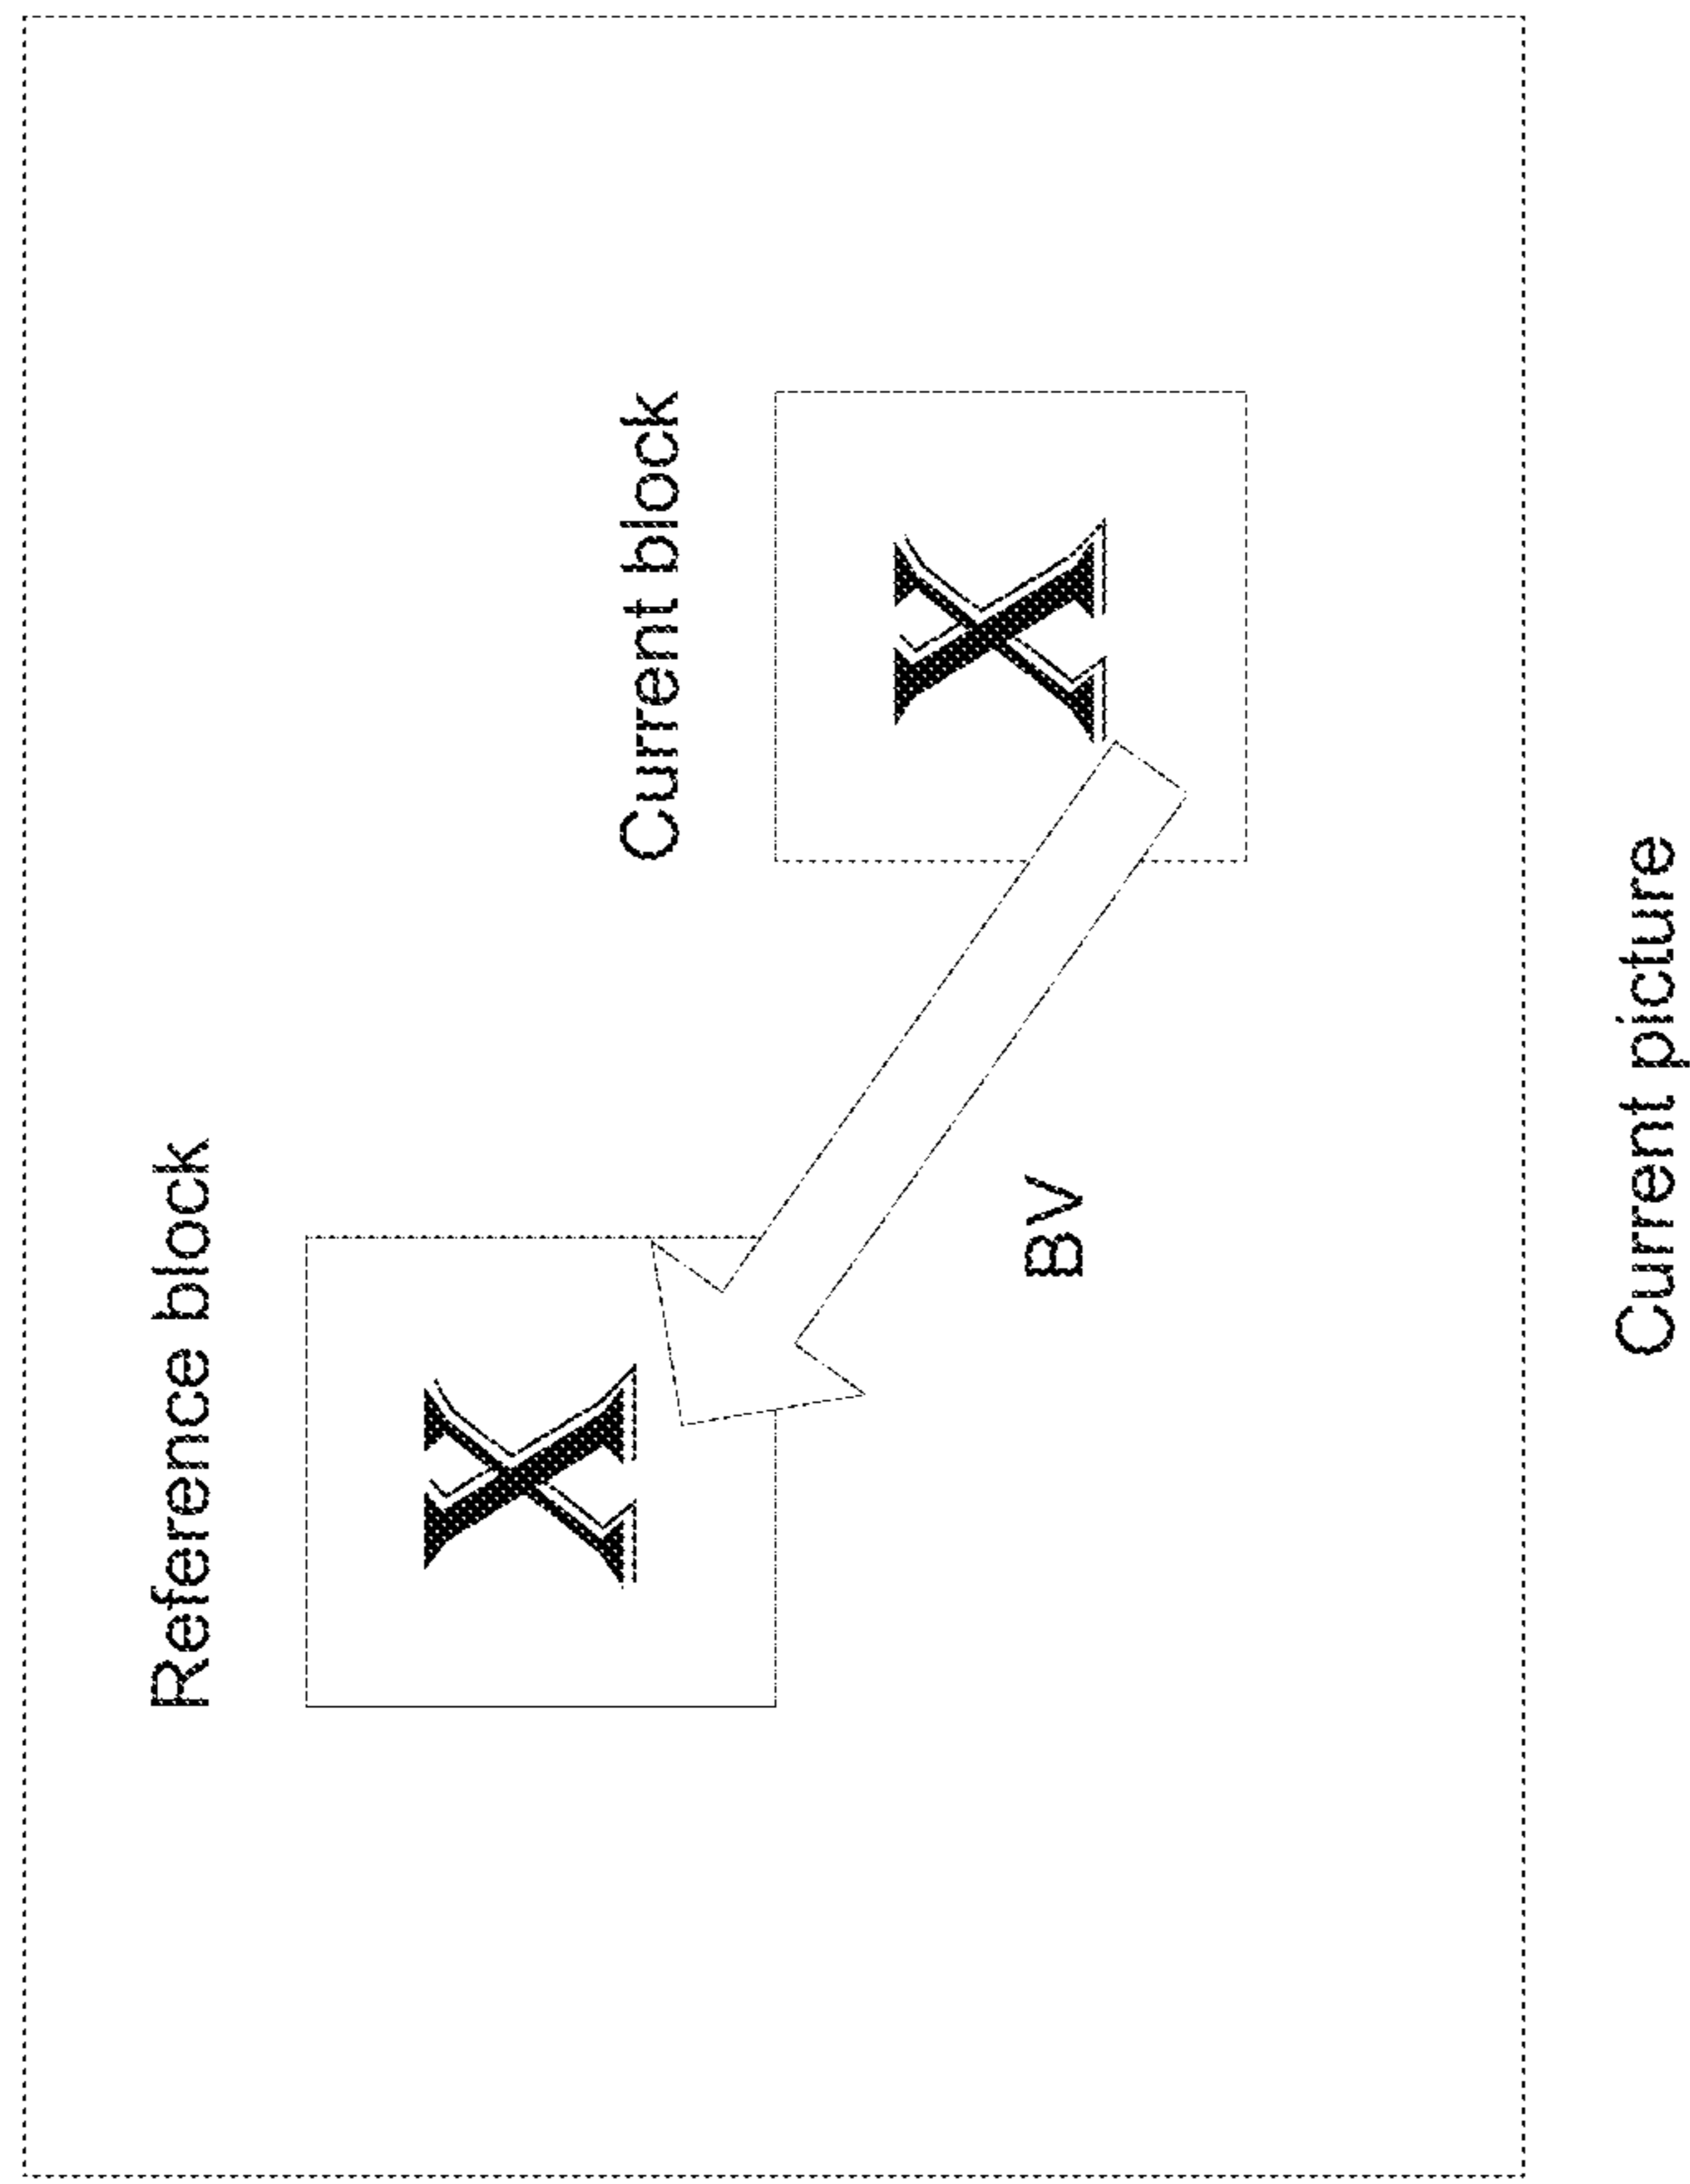 Reference block
X
Current block
X
BV
Current picture